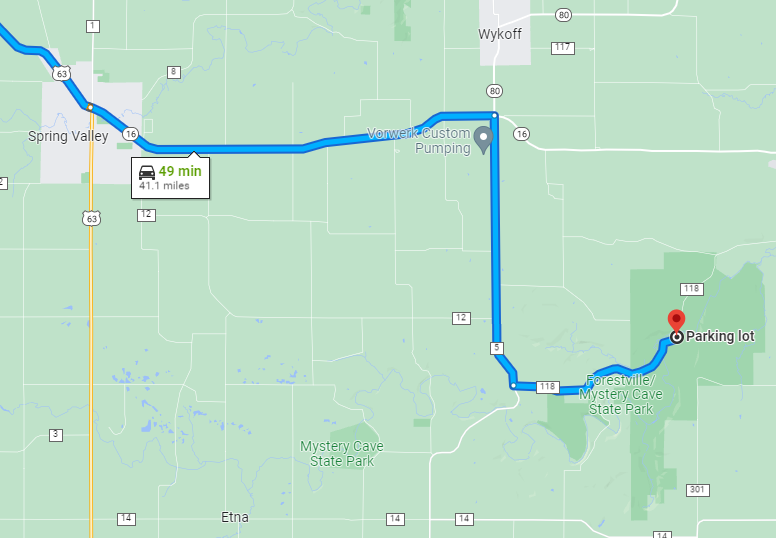 80
1
Wykoff
117
63
8
80
16
Vorwerk Custom
Pumping
16
Spring Valley
49 min
41.1 miles
2
12
63
118
12
Parking lot
5
118
Forestville/
Mystery Cave
State Park
3
Mystery Cave
State Park
301
14
Etna
14
14
14